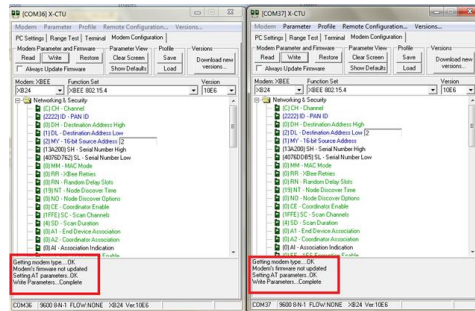 [COM36] X-CTU
Modem Parameter Profile Remote Configuration... Versions...
PC Settings Range Test Terminal Modem Configuration
Modem Parameter and Firmware Parameter View Profile Versions
Read Write Restore Clear Screen Save Download new
Always Update Firmware Show Defaults Load versions...
Modem: XBEE Function Set Version
XB24 XBEE 802.15.4 10E6
Networking & Security
(C) CH - Channel
(2222) ID - PAN ID
(0) DH - Destination Address High
(1) DL - Destination Address Low
(2) MY - 16-bit Source Address 2
(13A200) SH - Serial Number High
(4076D762) SL - Serial Number Low
(0) MM - MAC Mode
(0) RR - XBee Retries
(0) RN - Random Delay Slots
(19) NT - Node Discover Time
(0) NO - Node Discover Options
(0) CE - Coordinator Enable
(1FFE) SC - Scan Channels
(4) SD - Scan Duration
(0) A1 - End Device Association
(0) A2 - Coordinator Association
(0) AI - Association Indication
Getting modem type....OK
Modem's firmware not updated
Setting AT parameters..OK
Write Parameters...Complete
COM36 9600 8-N-1 FLOW:NONE XB24 Ver:10E6
[COM37] X-CTU
Modem Parameter Profile Remote Configuration... Versions...
PC Settings Range Test Terminal Modem Configuration
Modem Parameter and Firmware Parameter View Profile Versions
Read Write Restore Clear Screen Save Download new
Always Update Firmware Show Defaults Load versions...
Modem: XBEE Function Set Version
XB24 XBEE 802.15.4 10E6
Networking & Security
(C) CH - Channel
(2222) ID - PAN ID
(0) DH - Destination Address High
(2) DL - Destination Address Low 2
(1) MY - 16-bit Source Address
(13A200) SH - Serial Number High
SL - Serial Number Low
(0) MM - MAC Mode
(0) RR - XBee Retries
(0) RN - Random Delay Slots
(19) NT - Node Discover Time
(0) NO - Node Discover Options
(0) CE - Coordinator Enable
(1FFE) SC - Scan Channels
(4) SD - Scan Duration
(0) A1 - End Device Association
(0) A2 - Coordinator Association
(0) AI - Association Indication
Getting modem type....OK
Modem's firmware not updated
Setting AT parameters..OK
Write Parameters...Complete
COM37 9600 8-N-1 FLOW:NONE XB24 Ver:10E6